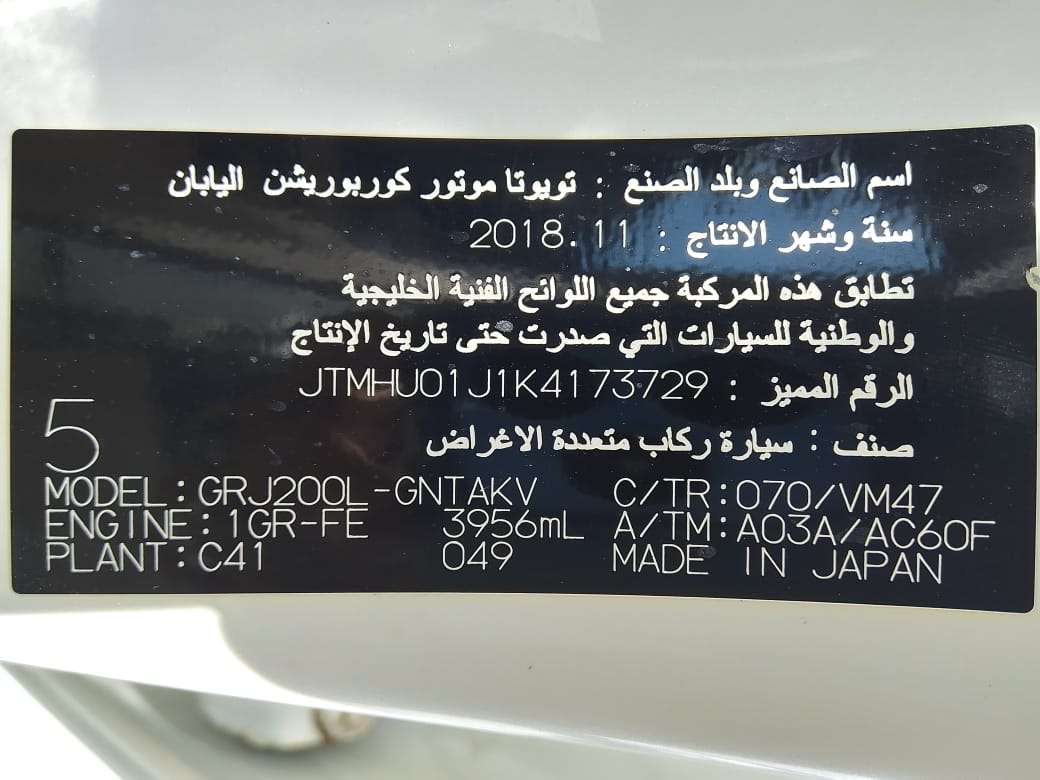 اسم الصانع وبلد الصنع : تويوتا موتور كوربوريشن اليابان
سنة وشهر الانتاج : 2018.11
تطابق هذه المركبة جميع اللوائح الفنية الخليجية
والوطنية للسيارات التي صدرت حتى تاريخ الإنتاج
الرقم المميز : JTMHU01J1K4173729
صنف : سيارة ركاب متعددة الاغراض
5
MODEL:GRJ200L-GNTAKV C/TR:070/VM47
ENGINE:1GR-FE 3956mL A/TM:A03A/AC60F
PLANT:C41 049 MADE IN JAPAN